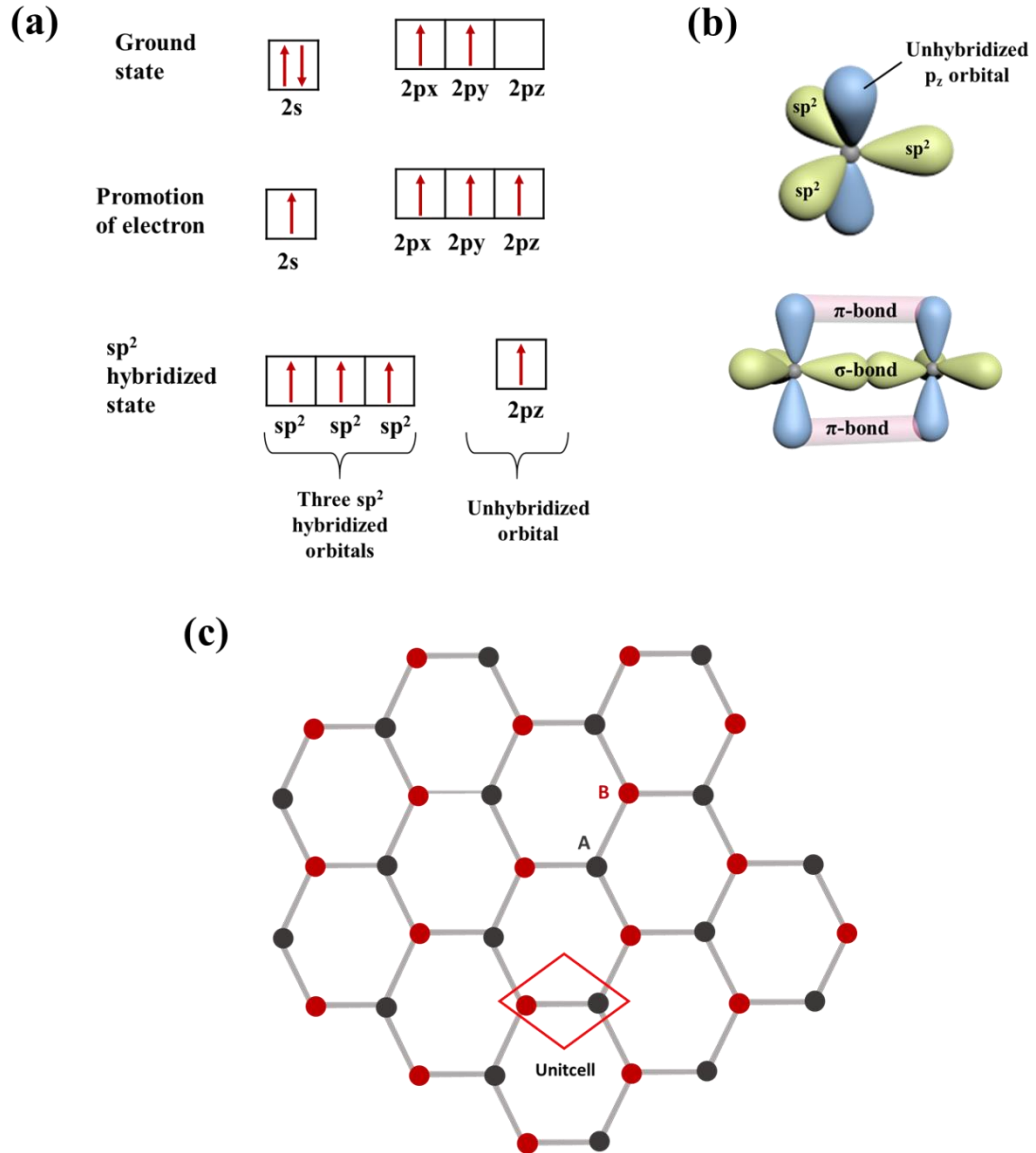 (a)
Ground
state
2s
2px 2py 2pz
Promotion
of electron
2s
2px 2py 2pz
sp²
hybridized
state
sp² sp² sp²
2pz
Three sp²
hybridized
orbitals
Unhybridized
orbital
(b)
Unhybridized
p_z orbital
sp²
sp²
sp²
π-bond
σ-bond
π-bond
(c)
B
A
Unitcell